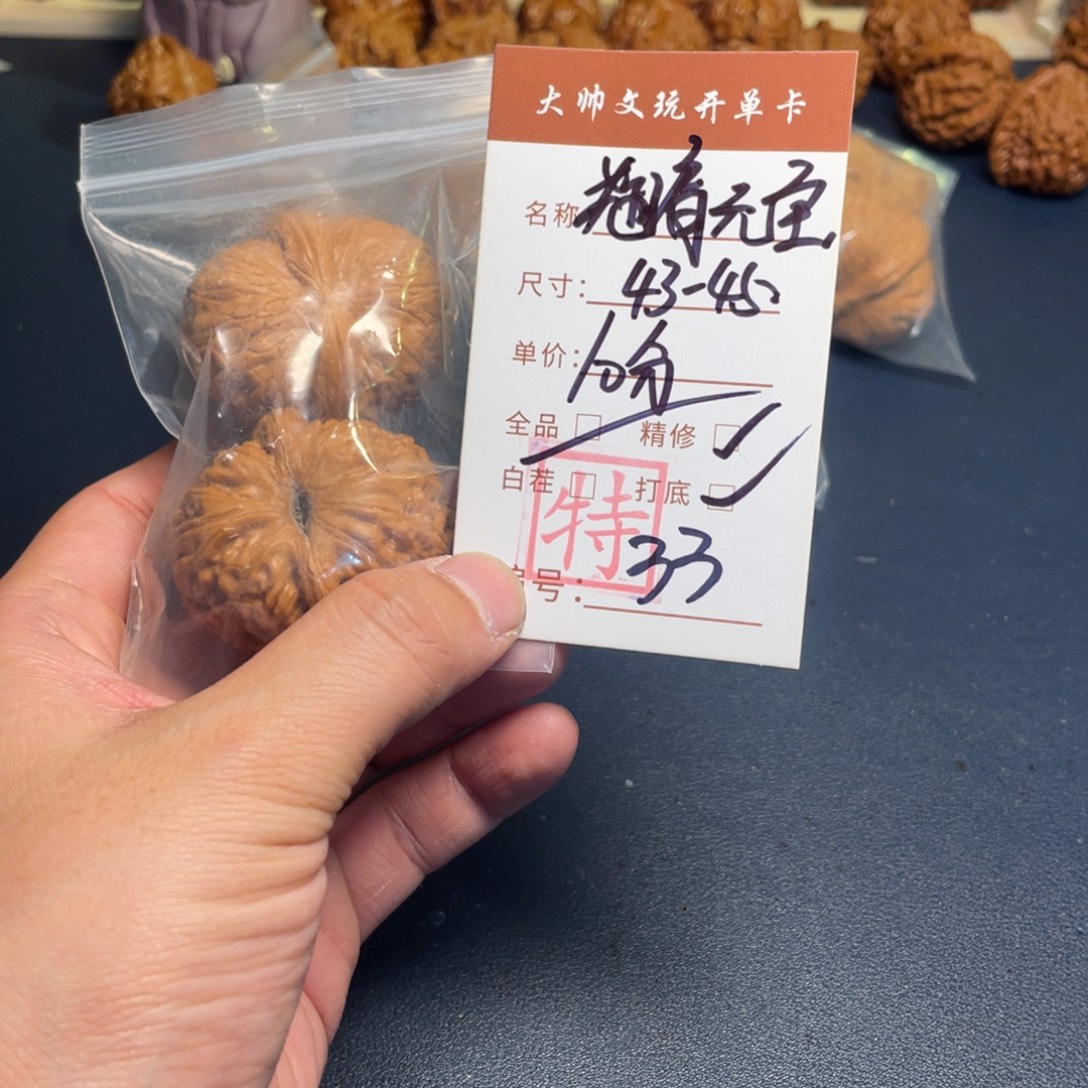 大帅文玩开单卡
名称 元宝
尺寸：43-45
单价：
全品 □ 精修 □ ✓
白茬 □ 打底 □ ✓
特
号：33